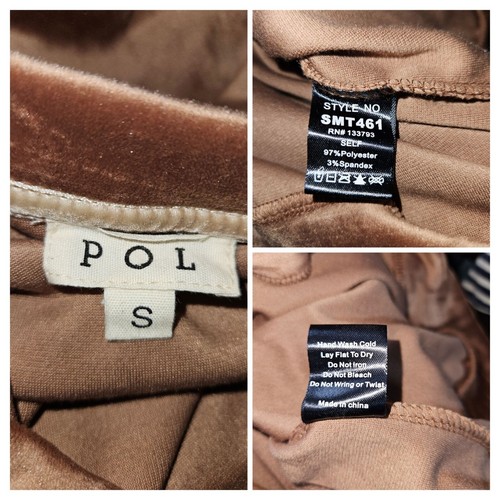 POL
S
STYLE NO
SMT461
RN# 133793
SELF
97%Polyester
3%Spandex
Hand Wash Cold
Lay Flat To Dry
Do Not Iron
Do Not Bleach
Do Not Wring or Twist
Made in china